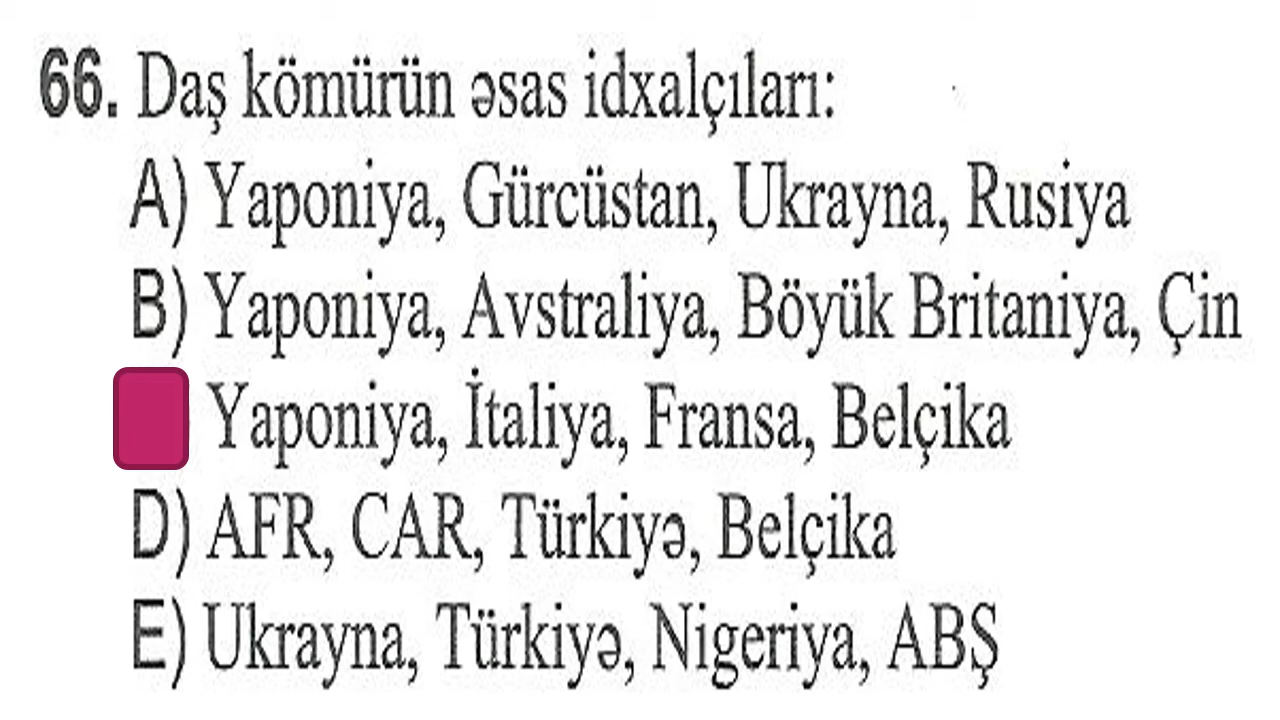 66. Daş kömürün əsas idxalçıları:
A) Yaponiya, Gürcüstan, Ukrayna, Rusiya
B) Yaponiya, Avstraliya, Böyük Britaniya, Çin
Yaponiya, İtaliya, Fransa, Belçika
D) AFR, CAR, Türkiyə, Belçika
E) Ukrayna, Türkiyə, Nigeriya, ABŞ